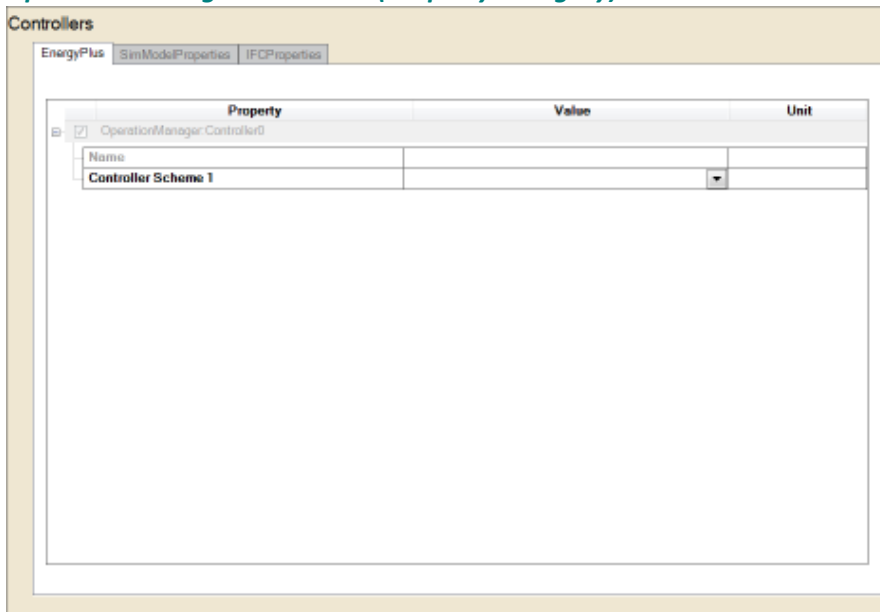 Controllers
EnergyPlus SimModelProperties IFCProperties
Property Value Unit
OperationManager:Controller0
Name
Controller Scheme 1